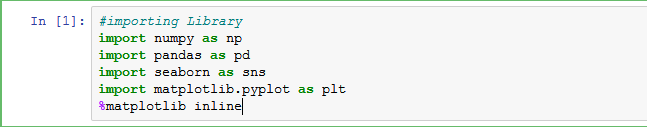 In [1]: #importing Library
import numpy as np
import pandas as pd
import seaborn as sns
import matplotlib.pyplot as plt
%matplotlib inline